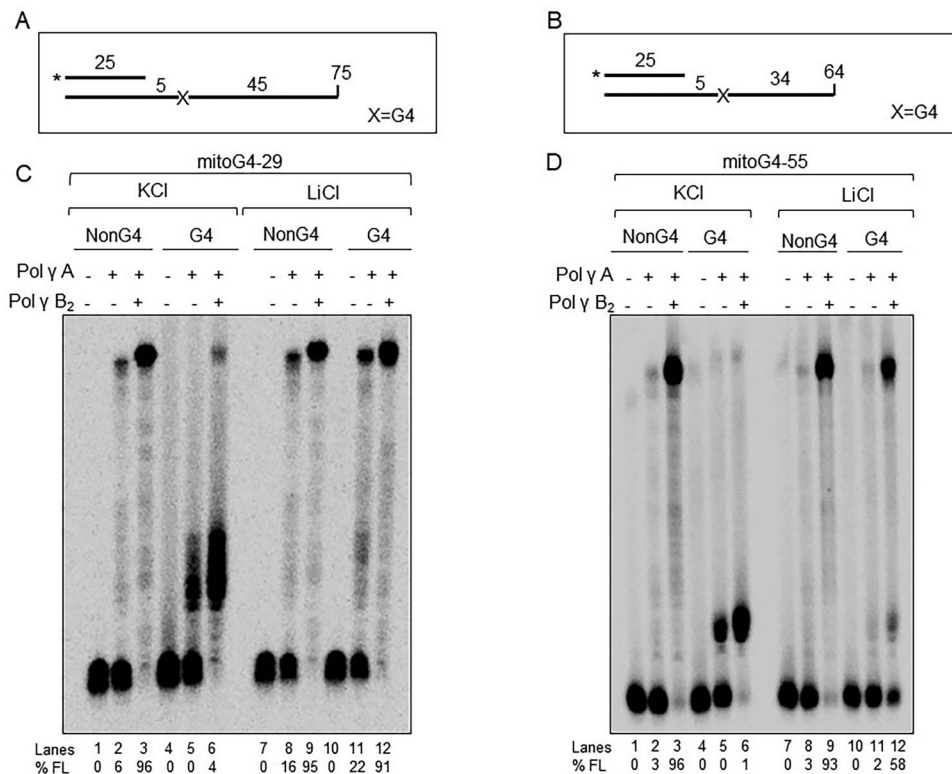 A
25
* 5 X 45 75
X=G4
B
25
* 5 X 34 64
X=G4
C
mitoG4-29
KCl LiCl
NonG4 G4 NonG4 G4
Pol γ A - + + - + + - + + - + +
Pol γ B2 - - + - - + - - + - - +
Lanes 1 2 3 4 5 6 7 8 9 10 11 12
% FL 0 6 96 0 0 4 0 16 95 0 22 91
D
mitoG4-55
KCl LiCl
NonG4 G4 NonG4 G4
Pol γ A - + + - + + - + + - + +
Pol γ B2 - - + - - + - - + - - +
Lanes 1 2 3 4 5 6 7 8 9 10 11 12
% FL 0 3 96 0 0 1 0 3 93 0 2 58